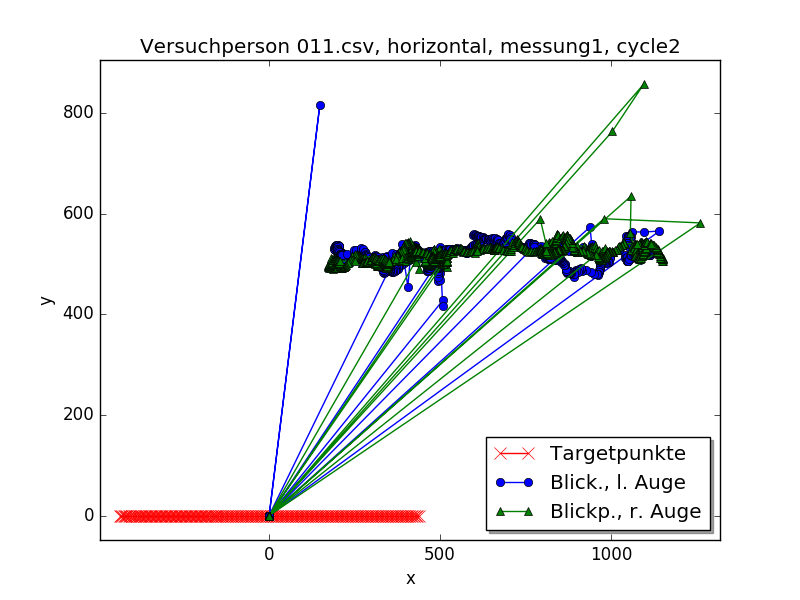 Versuchperson 011.csv, horizontal, messung1, cycle2
y
800
600
400
200
0
0 500 1000
x
Targetpunkte
Blick., l. Auge
Blickp., r. Auge